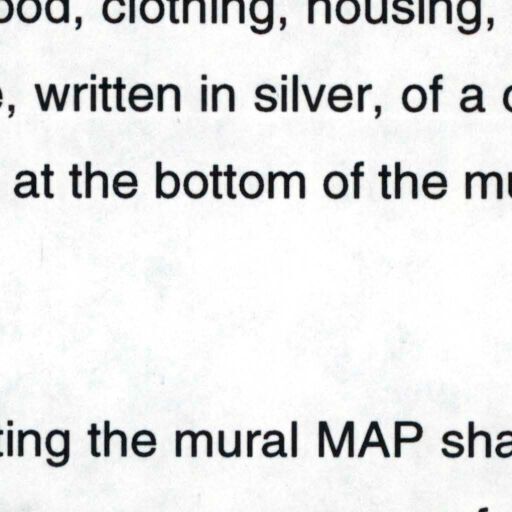 ood, clothing, housing,
, written in silver, of a
at the bottom of the mu
ting the mural MAP sha